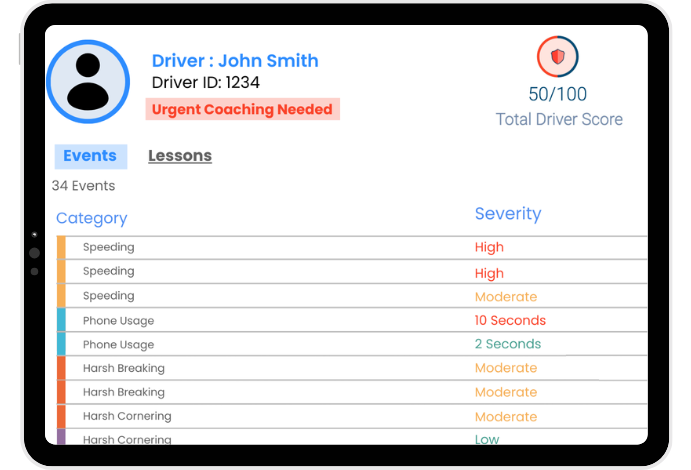 Driver : John Smith
Driver ID: 1234
Urgent Coaching Needed
50/100
Total Driver Score
Events Lessons
34 Events
Category Severity
Speeding High
Speeding High
Speeding Moderate
Phone Usage 10 Seconds
Phone Usage 2 Seconds
Harsh Breaking Moderate
Harsh Breaking Moderate
Harsh Cornering Moderate
Harsh Cornering Low